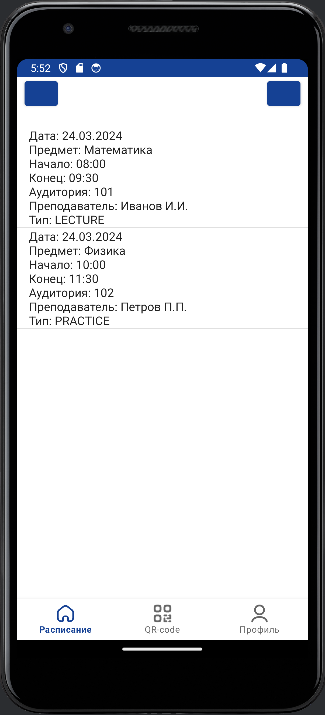 5:52
Дата: 24.03.2024
Предмет: Математика
Начало: 08:00
Конец: 09:30
Аудитория: 101
Преподаватель: Иванов И.И.
Тип: LECTURE
Дата: 24.03.2024
Предмет: Физика
Начало: 10:00
Конец: 11:30
Аудитория: 102
Преподаватель: Петров П.П.
Тип: PRACTICE
Расписание QR code Профиль